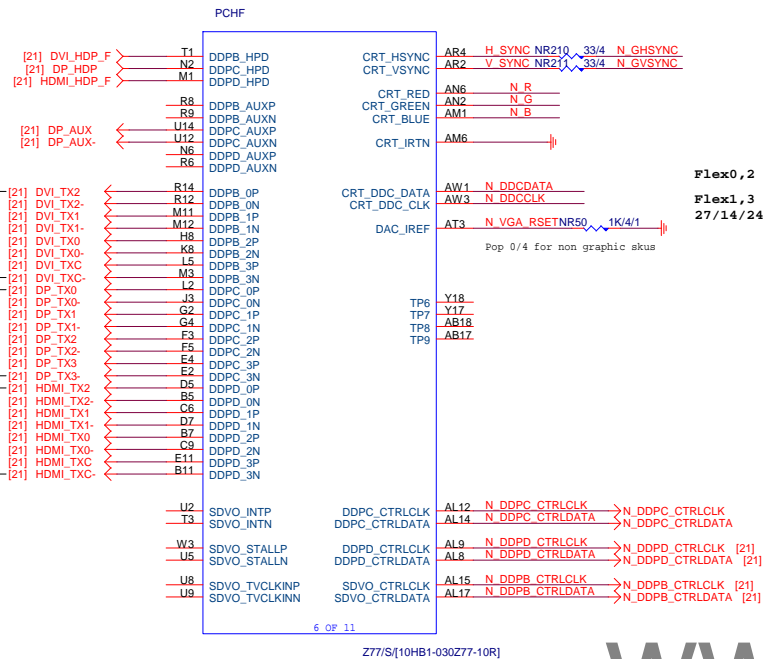 PCHF
[21] DVI_HDP_F T1 DDPB_HPD CRT_HSYNC AR4 H_SYNC NR210 33/4 N_GHSYNC
[21] DP_HDP N2 DDPC_HPD CRT_VSYNC AR2 V_SYNC NR211 33/4 N_GVSYNC
[21] HDMI_HDP_F M1 DDPD_HPD
CRT_RED AN6 N_R
R8 DDPB_AUXP CRT_GREEN AN2 N_G
R9 DDPB_AUXN CRT_BLUE AM1 N_B
[21] DP_AUX U14 DDPC_AUXP
[21] DP_AUX- U12 DDPC_AUXN CRT_IRTN AM6
N6 DDPD_AUXP
R6 DDPD_AUXN
Flex0,2
[21] DVI_TX2 R14 DDPB_0P CRT_DDC_DATA AW1 N_DDCDATA
[21] DVI_TX2- R12 DDPB_0N CRT_DDC_CLK AW3 N_DDCCLK
Flex1,3
[21] DVI_TX1 M11 DDPB_1P
27/14/24
[21] DVI_TX1- M12 DDPB_1N DAC_IREF AT3 N_VGA_RSET NR50 1K/4/1
[21] DVI_TX0 H8 DDPB_2P
Pop 0/4 for non graphic skus
[21] DVI_TX0- K8 DDPB_2N
[21] DVI_TXC L5 DDPB_3P
[21] DVI_TXC- M3 DDPB_3N
[21] DP_TX0 L2 DDPC_0P
[21] DP_TX0- J3 DDPC_0N TP6 Y18
[21] DP_TX1 G2 DDPC_1P TP7 Y17
[21] DP_TX1- G4 DDPC_1N TP8 AB18
[21] DP_TX2 F3 DDPC_2P TP9 AB17
[21] DP_TX2- F5 DDPC_2N
[21] DP_TX3 E4 DDPC_3P
[21] DP_TX3- E2 DDPC_3N
[21] HDMI_TX2 D5 DDPD_0P
[21] HDMI_TX2- B5 DDPD_0N
[21] HDMI_TX1 C6 DDPD_1P
[21] HDMI_TX1- D7 DDPD_1N
[21] HDMI_TX0 B7 DDPD_2P
[21] HDMI_TX0- C9 DDPD_2N
[21] HDMI_TXC E11 DDPD_3P
[21] HDMI_TXC- B11 DDPD_3N
U2 SDVO_INTP DDPC_CTRLCLK AL12 N_DDPC_CTRLCLK N_DDPC_CTRLCLK
T3 SDVO_INTN DDPC_CTRLDATA AL14 N_DDPC_CTRLDATA N_DDPC_CTRLDATA
W3 SDVO_STALLP DDPD_CTRLCLK AL9 N_DDPD_CTRLCLK N_DDPD_CTRLCLK [21]
U5 SDVO_STALLN DDPD_CTRLDATA AL8 N_DDPD_CTRLDATA N_DDPD_CTRLDATA [21]
U8 SDVO_TVCLKINP SDVO_CTRLCLK AL15 N_DDPB_CTRLCLK N_DDPB_CTRLCLK [21]
U9 SDVO_TVCLKINN SDVO_CTRLDATA AL17 N_DDPB_CTRLDATA N_DDPB_CTRLDATA [21]
6 OF 11
Z77/S/[10HB1-030Z77-10R]